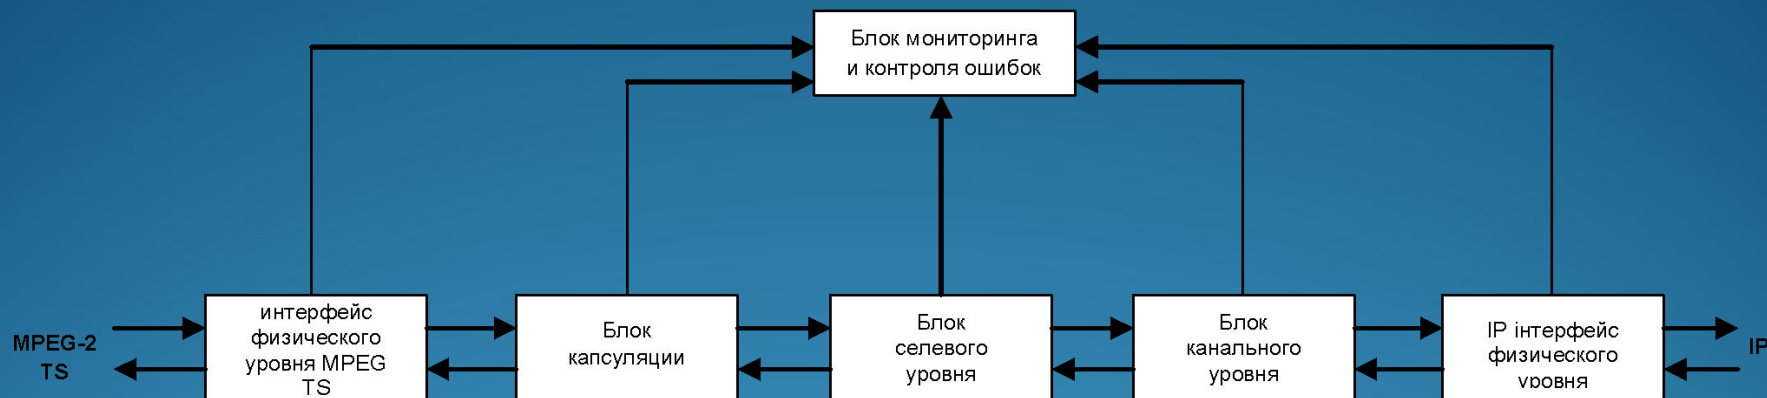 Блок мониторинга
и контроля ошибок
MPEG-2
TS
интерфейс
физического
уровня MPEG
TS
Блок
капсуляции
Блок
селевого
уровня
Блок
канального
уровня
IP інтерфейс
физического
уровня
IP